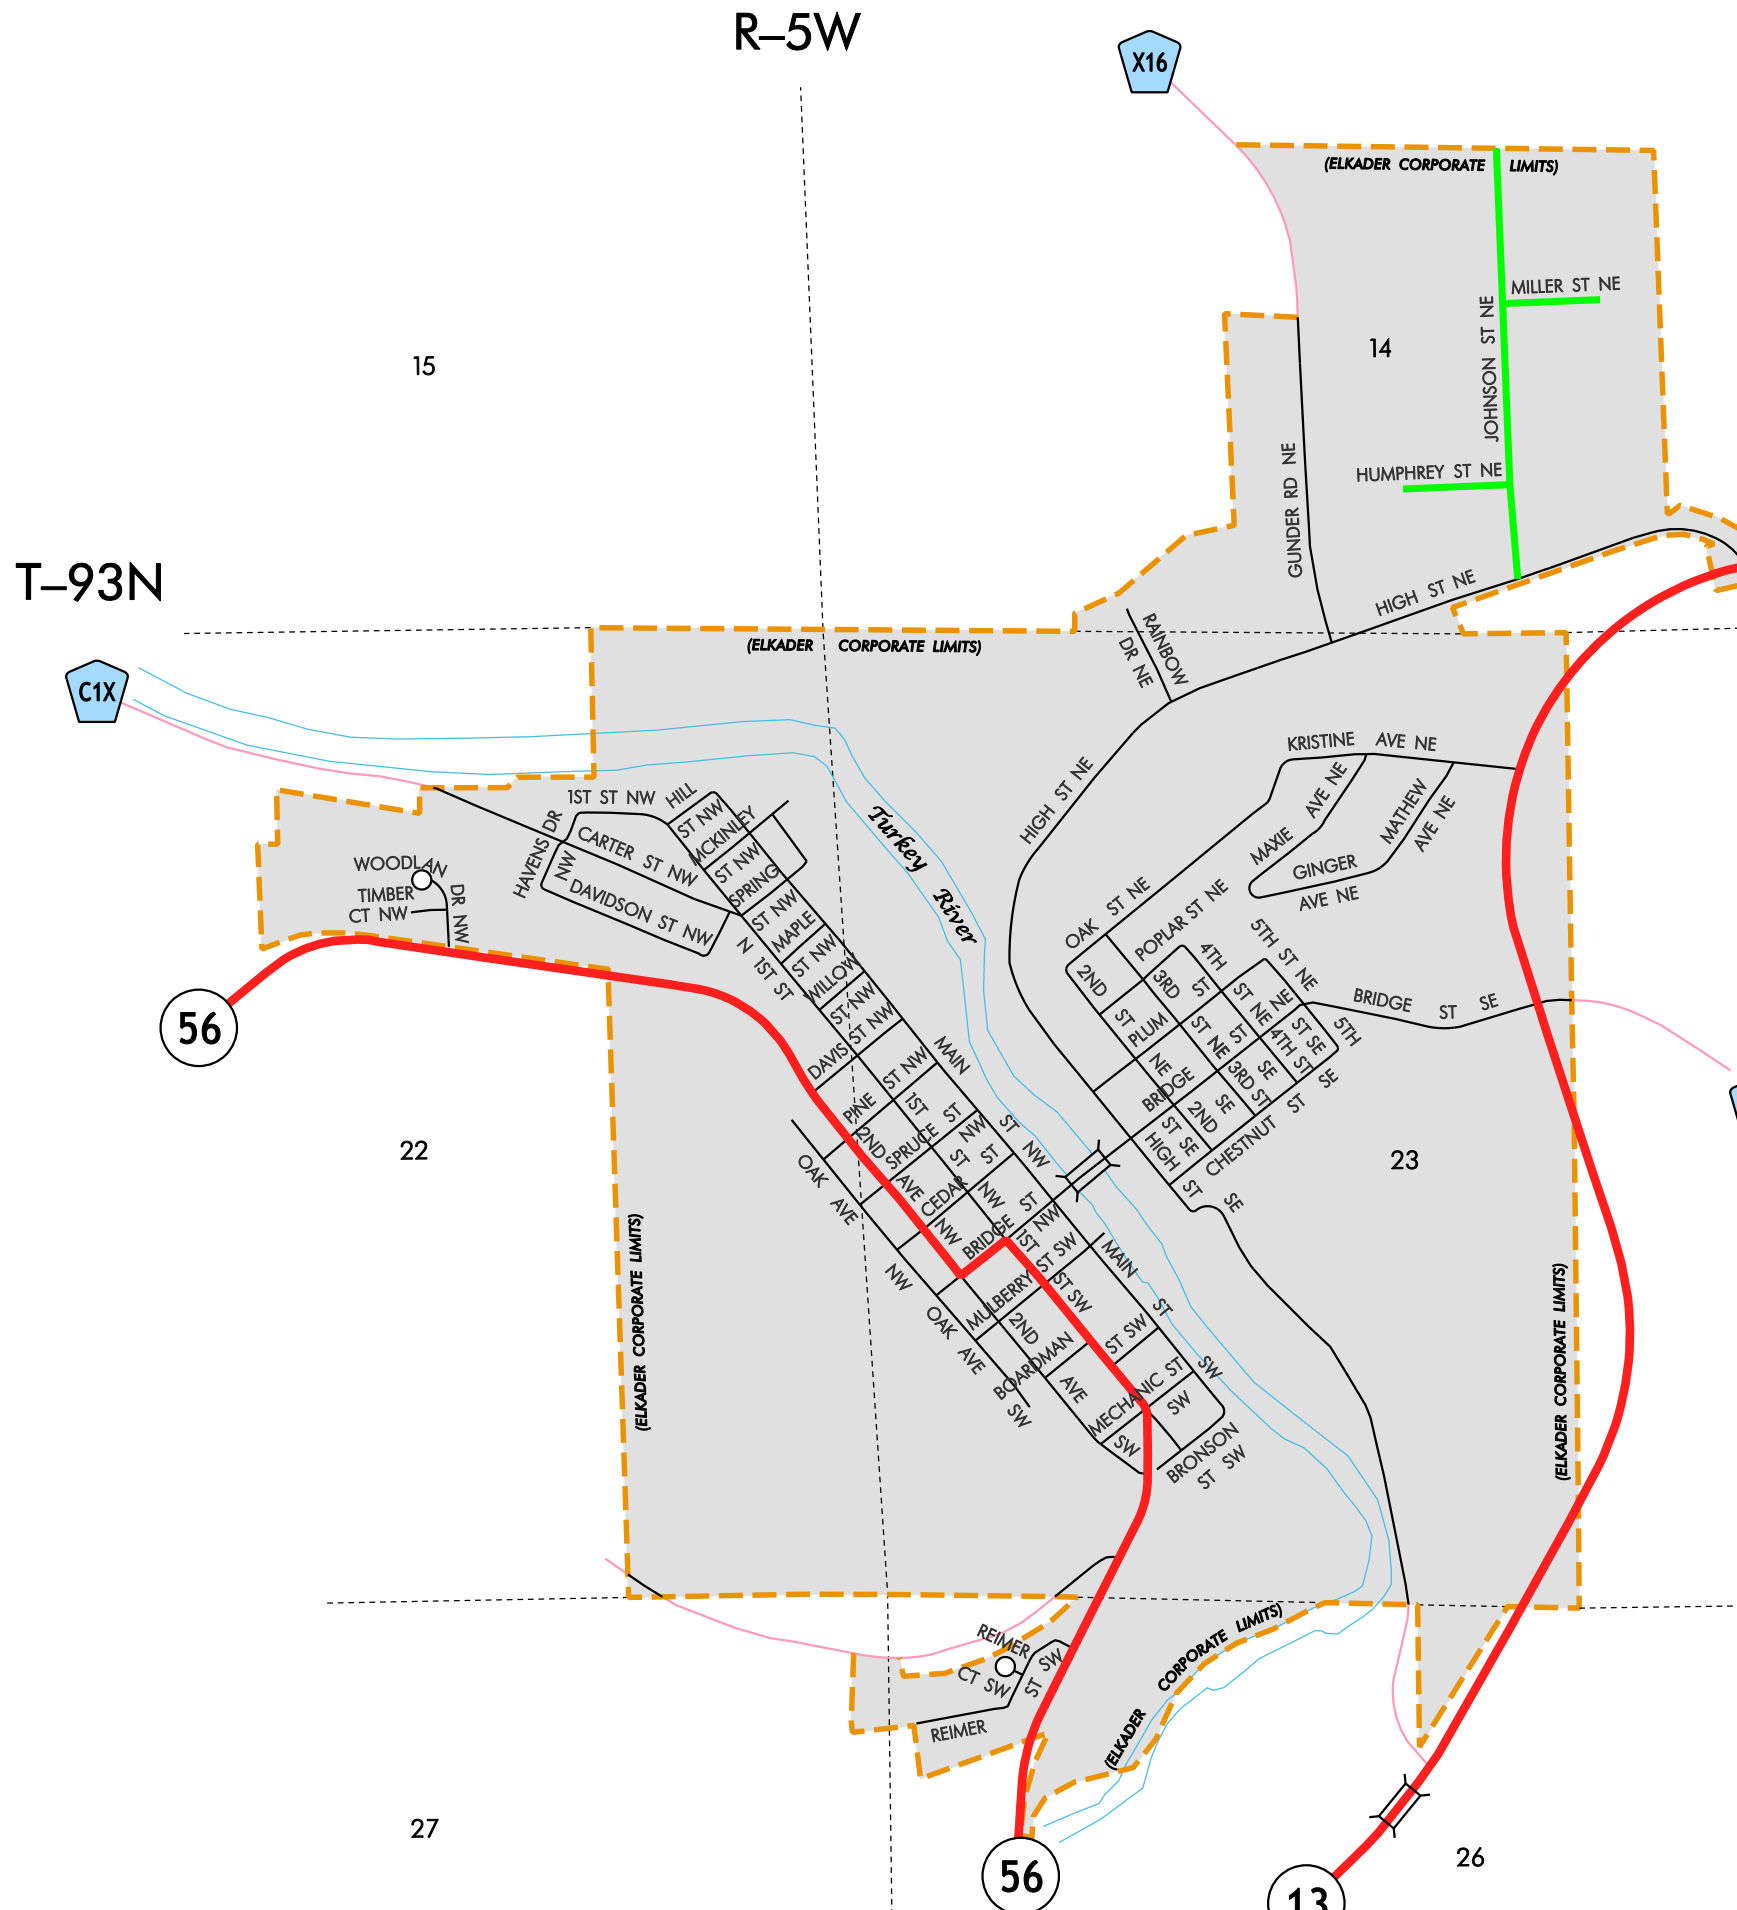 R–5W
X16
(ELKADER CORPORATE LIMITS)
MILLER ST NE
JOHNSON ST NE
14
15
HUMPHREY ST NE
GUNDER RD NE
HIGH ST NE
T–93N
RAINBOW
DR NE
(ELKADER CORPORATE LIMITS)
C1X
KRISTINE AVE NE
HIGH ST NE
MAXIE AVE NE
MATHEW
AVE NE
GINGER
AVE NE
1ST ST NW
HILL
ST NW
MCKINLEY
ST NW
SPRING
ST NW
MAPLE
ST NW
WILLOW
ST NW
HAVENS DR
NW
CARTER ST NW
DAVIDSON ST NW
WOODLAN
DR NW
TIMBER
CT NW
N 1ST ST
Turkey River
OAK ST NE
POPLAR ST NE
5TH ST NE
4TH
ST NE
3RD
ST NE
2ND
ST
NE
PLUM
ST
NE
BRIDGE ST SE
5TH
ST SE
4TH ST
SE
3RD ST
SE
2ND
SE
BRIDGE
ST
NE
ST SE
HIGH
ST
SE
CHESTNUT ST SE
56
DAVIS ST NW
MAIN
ST NW
PINE
ST NW
1ST
ST
NW
2ND
AVE
NW
SPRUCE ST
NW
CEDAR
ST
BRIDGE ST
NW
OAK AVE
NW
22
23
1ST
ST SW
MULBERRY ST SW
MAIN
ST
SW
OAK AVE
SW
2ND
AVE
SW
BOARDMAN
ST SW
MECHANIC ST
SW
BRONSON
ST SW
(ELKADER CORPORATE LIMITS)
(ELKADER CORPORATE LIMITS)
REIMER
CT SW
REIMER
ST SW
(ELKADER CORPORATE LIMITS)
27
56
26
13